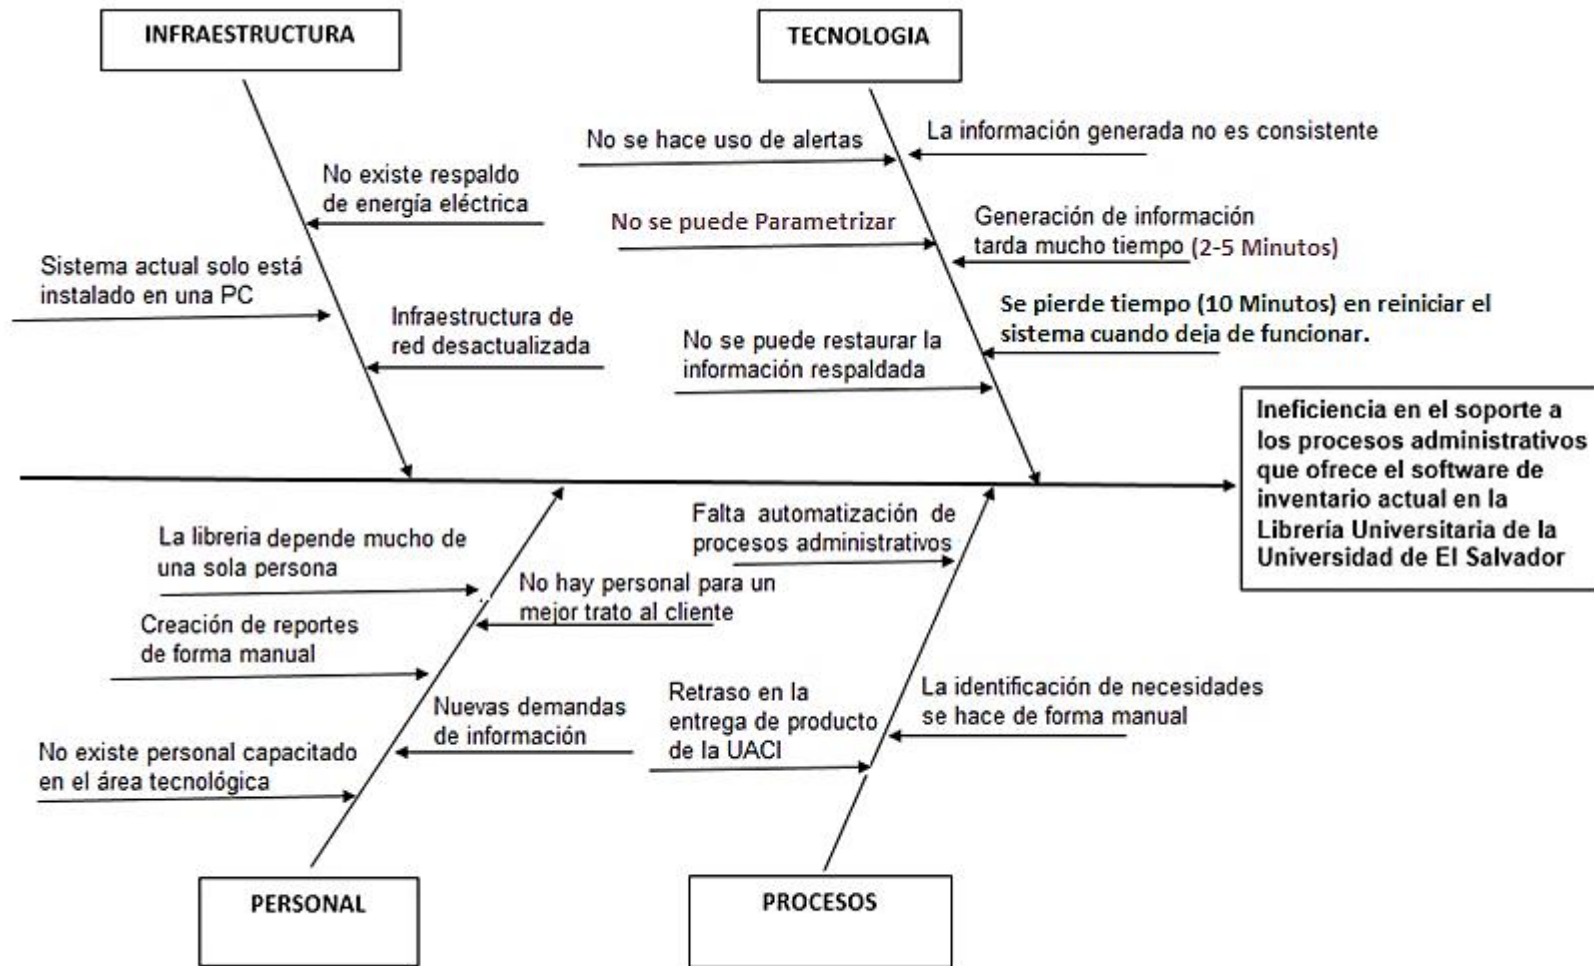 INFRAESTRUCTURA
TECNOLOGIA
No se hace uso de alertas
La información generada no es consistente
No existe respaldo
de energía eléctrica
No se puede Parametrizar
Generación de información
tarda mucho tiempo (2-5 Minutos)
Sistema actual solo está
instalado en una PC
Infraestructura de
red desactualizada
No se puede restaurar la
información respaldada
Se pierde tiempo (10 Minutos) en reiniciar el
sistema cuando deja de funcionar.
Ineficiencia en el soporte a
los procesos administrativos
que ofrece el software de
inventario actual en la
Librería Universitaria de la
Universidad de El Salvador
La libreria depende mucho de
una sola persona
No hay personal para un
mejor trato al cliente
Creación de reportes
de forma manual
Nuevas demandas
de información
No existe personal capacitado
en el área tecnológica
Falta automatización de
procesos administrativos
Retraso en la
entrega de producto
de la UACI
La identificación de necesidades
se hace de forma manual
PERSONAL
PROCESOS